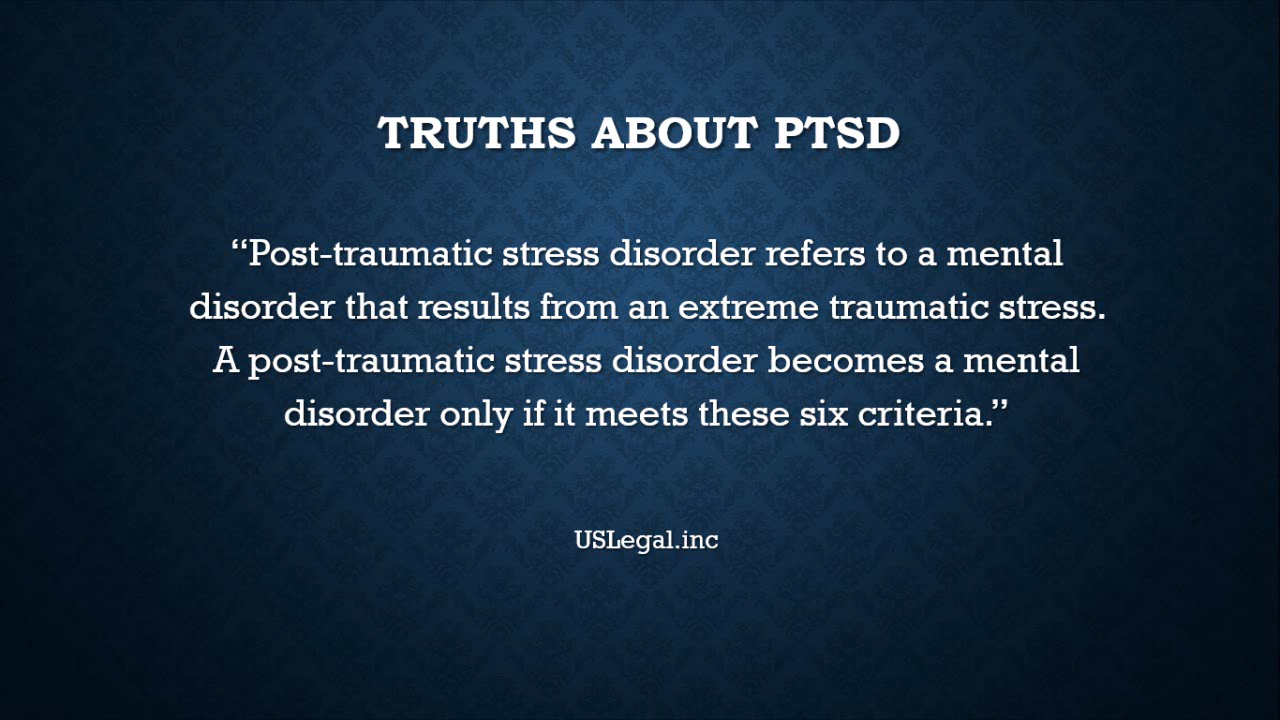 TRUTHS ABOUT PTSD
“Post-traumatic stress disorder refers to a mental
disorder that results from an extreme traumatic stress.
A post-traumatic stress disorder becomes a mental
disorder only if it meets these six criteria.”
USLegal.inc